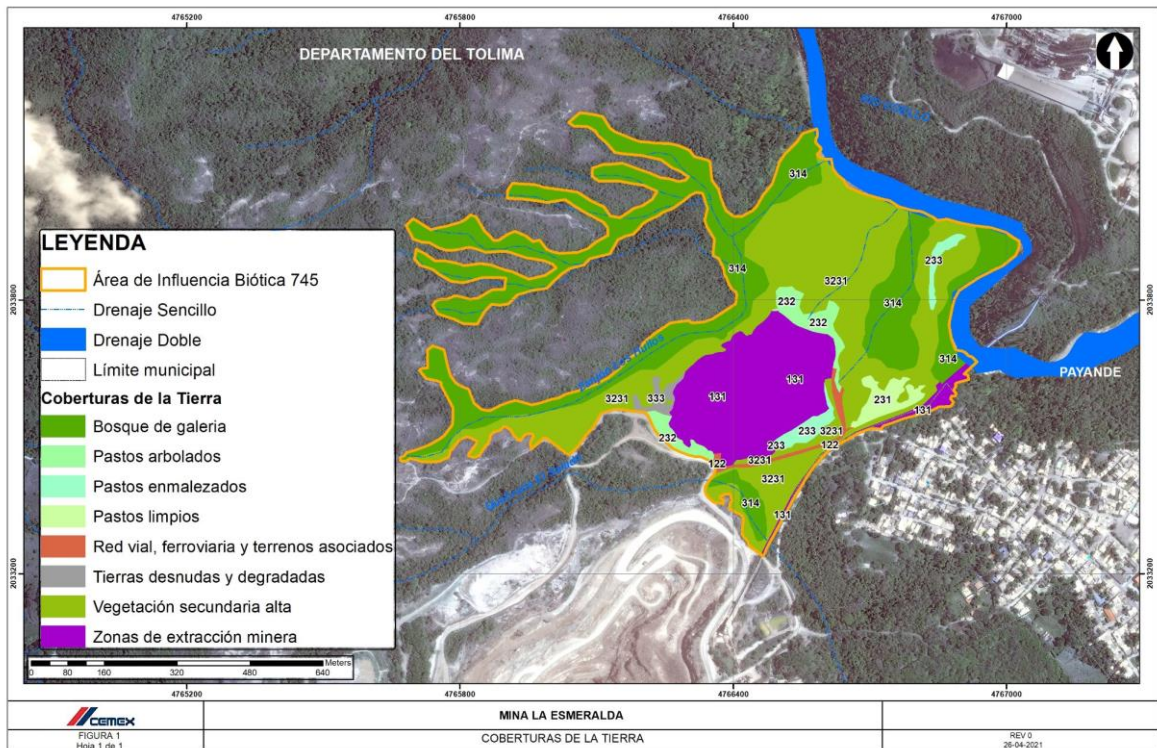 4765200
4765800
4766400
4767000
DEPARTAMENTO DEL TOLIMA
314
314
233
3231
232
314
2033800
2033800
232
314
PAYANDE
131
131
3231
333
231
131
232
233
3231
233
122
122
3231
3231
314
131
2033200
2033200
LEYENDA
Área de Influencia Biótica 745
Drenaje Sencillo
Drenaje Doble
Límite municipal
Coberturas de la Tierra
Bosque de galeria
Pastos arbolados
Pastos enmalezados
Pastos limpios
Red vial, ferroviaria y terrenos asociados
Tierras desnudas y degradadas
Vegetación secundaria alta
Zonas de extracción minera
Meters
0 80 160 320 480 640
4765200
4765800
4766400
4767000
CEMEX
FIGURA 1
Hoja 1 de 1
MINA LA ESMERALDA
COBERTURAS DE LA TIERRA
REV 0
26-04-2021